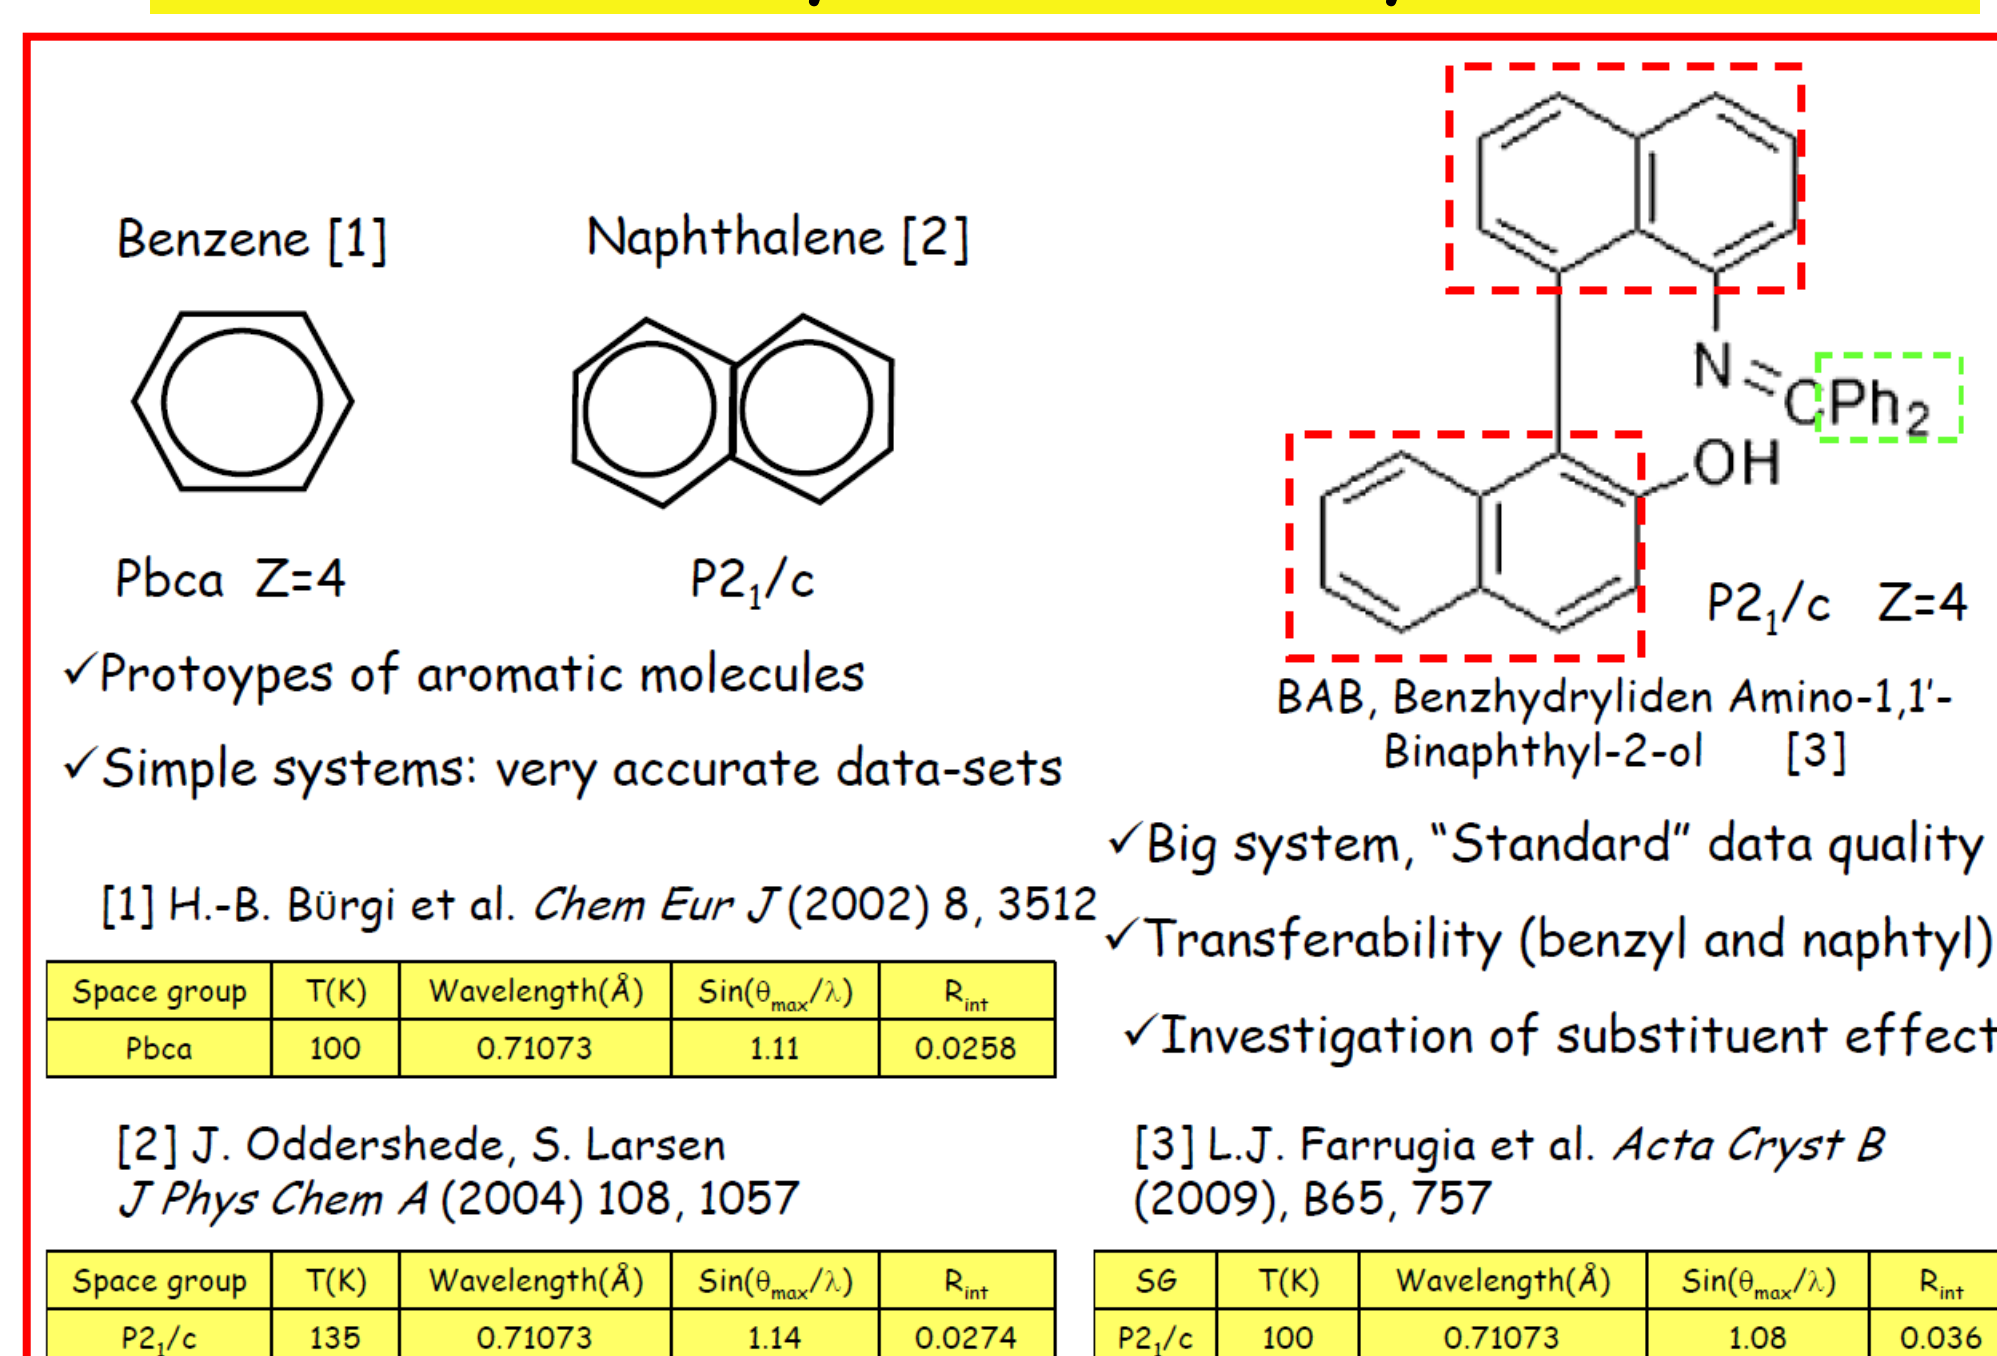 Benzene [1]
Naphthalene [2]
Pbca Z=4
P2₁/c
✓Protoypes of aromatic molecules
✓Simple systems: very accurate data-sets
[1] H.-B. Bürgi et al. Chem Eur J (2002) 8, 3512
Space group T(K) Wavelength(Å) Sin(θmax/λ) Rint
Pbca 100 0.71073 1.11 0.0258
[2] J. Oddershede, S. Larsen
J Phys Chem A (2004) 108, 1057
Space group T(K) Wavelength(Å) Sin(θmax/λ) Rint
P2₁/c 135 0.71073 1.14 0.0274
N
CPh₂
OH
P2₁/c Z=4
BAB, Benzhydryliden Amino-1,1'-
Binaphthyl-2-ol [3]
✓Big system, “Standard” data quality
✓Transferability (benzyl and naphtyl)
✓Investigation of substituent effect
[3] L.J. Farrugia et al. Acta Cryst B
(2009), B65, 757
SG T(K) Wavelength(Å) Sin(θmax/λ) Rint
P2₁/c 100 0.71073 1.08 0.036